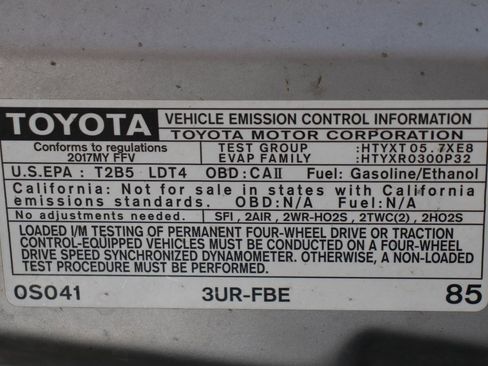 TOYOTA VEHICLE EMISSION CONTROL INFORMATION
TOYOTA MOTOR CORPORATION
Conforms to regulations TEST GROUP :HTYXT05.7XE8
2017MY FFV EVAP FAMILY :HTYXR0300P32
U.S.EPA : T2B5 LDT4 OBD:CAII Fuel: Gasoline/Ethanol
California: Not for sale in states with California
emissions standards. OBD:N/A Fuel:N/A
No adjustments needed. SFI , 2AIR , 2WR-HO2S , 2TWC(2) , 2HO2S
LOADED I/M TESTING OF PERMANENT FOUR-WHEEL DRIVE OR TRACTION
CONTROL-EQUIPPED VEHICLES MUST BE CONDUCTED ON A FOUR-WHEEL
DRIVE SPEED SYNCHRONIZED DYNAMOMETER. OTHERWISE, A NON-LOADED
TEST PROCEDURE MUST BE PERFORMED.
0S041 3UR-FBE 85